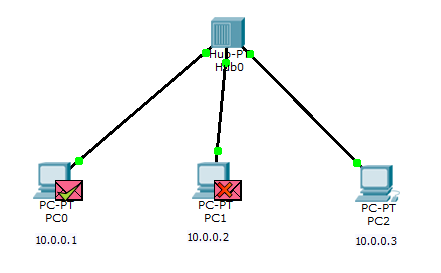 Hub-PT
Hub0
PC-PT
PC0
PC-PT
PC1
PC-PT
PC2
10.0.0.1
10.0.0.2
10.0.0.3